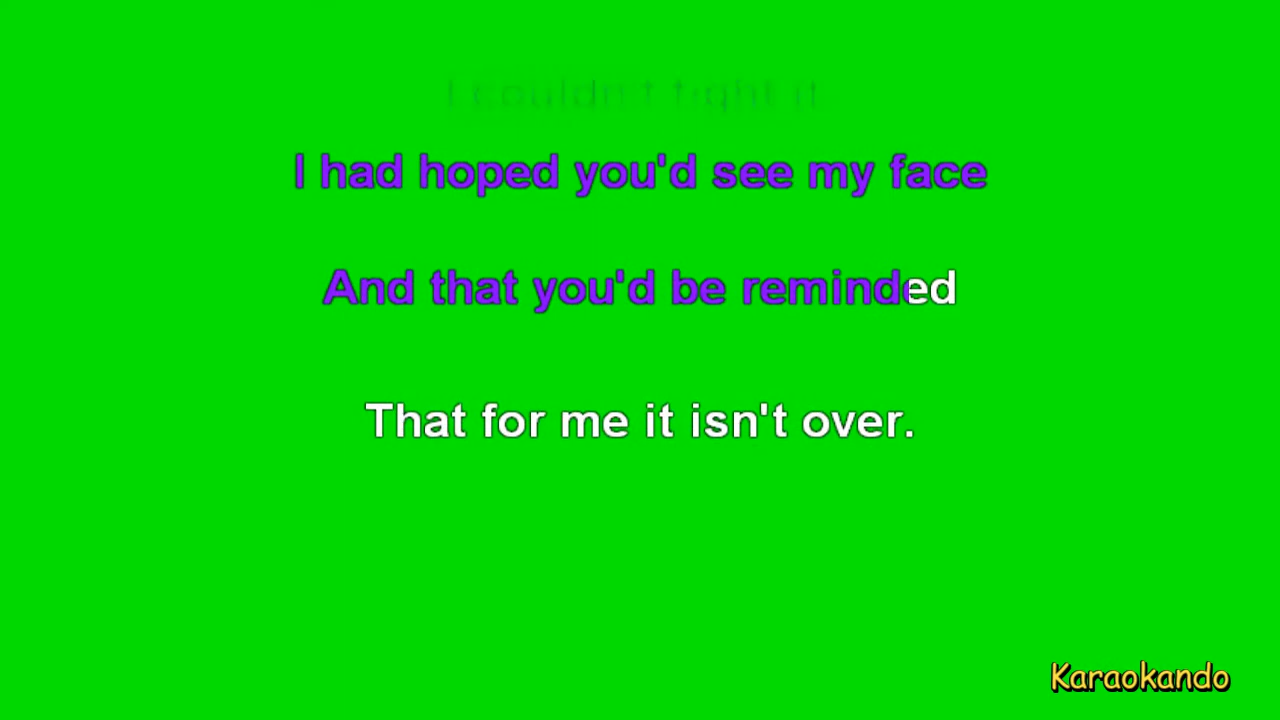 I couldn't fight it
I had hoped you'd see my face
And that you'd be reminded
That for me it isn't over.
Karaokando